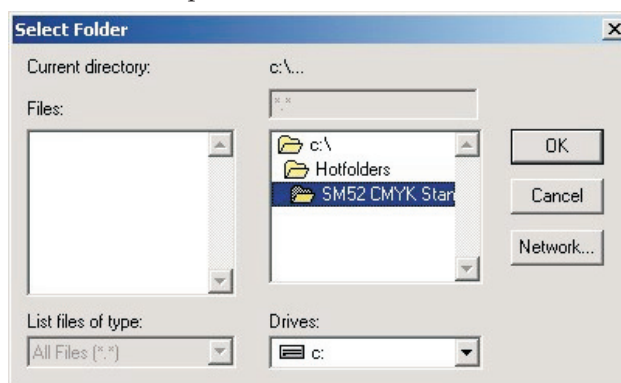 Select Folder
Current directory:
c:\...
Files:
*.*
c:\
Hotfolders
SM52 CMYK Stan
OK
Cancel
Network...
List files of type:
All Files (*.*)
Drives:
c: